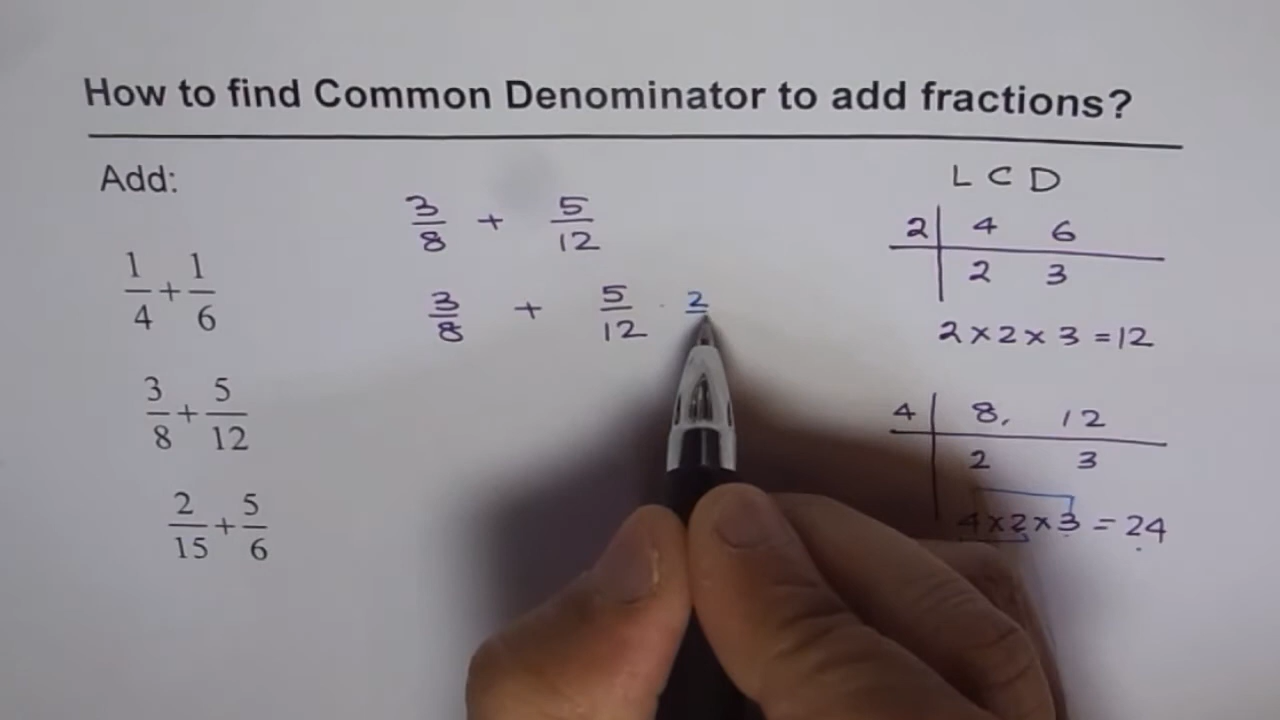 How to find Common Denominator to add fractions?
Add:
1/4 + 1/6
3/8 + 5/12
2/15 + 5/6
3/8 + 5/12
3/8 + 5/12 · 2
L C D
2 | 4 6
2 3
2 × 2 × 3 = 12
4 | 8, 12
2 3
4 × 2 × 3 = 24